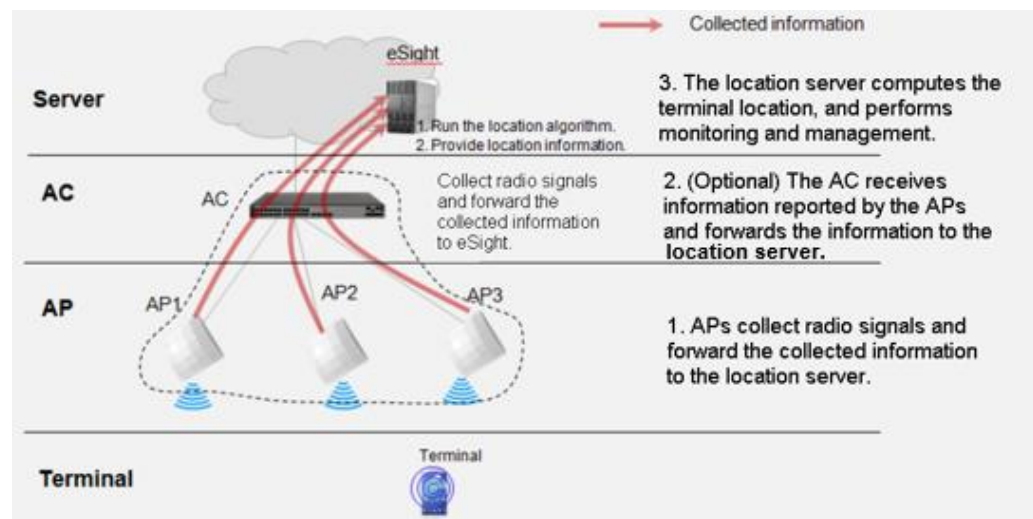 Collected information
eSight
Server
1. Run the location algorithm.
2. Provide location information.
3. The location server computes the
terminal location, and performs
monitoring and management.
AC
AC
Collect radio signals
and forward the
collected information
to eSight.
2. (Optional) The AC receives
information reported by the APs
and forwards the information to the
location server.
AP
AP1
AP2
AP3
1. APs collect radio signals and
forward the collected information
to the location server.
Terminal
Terminal